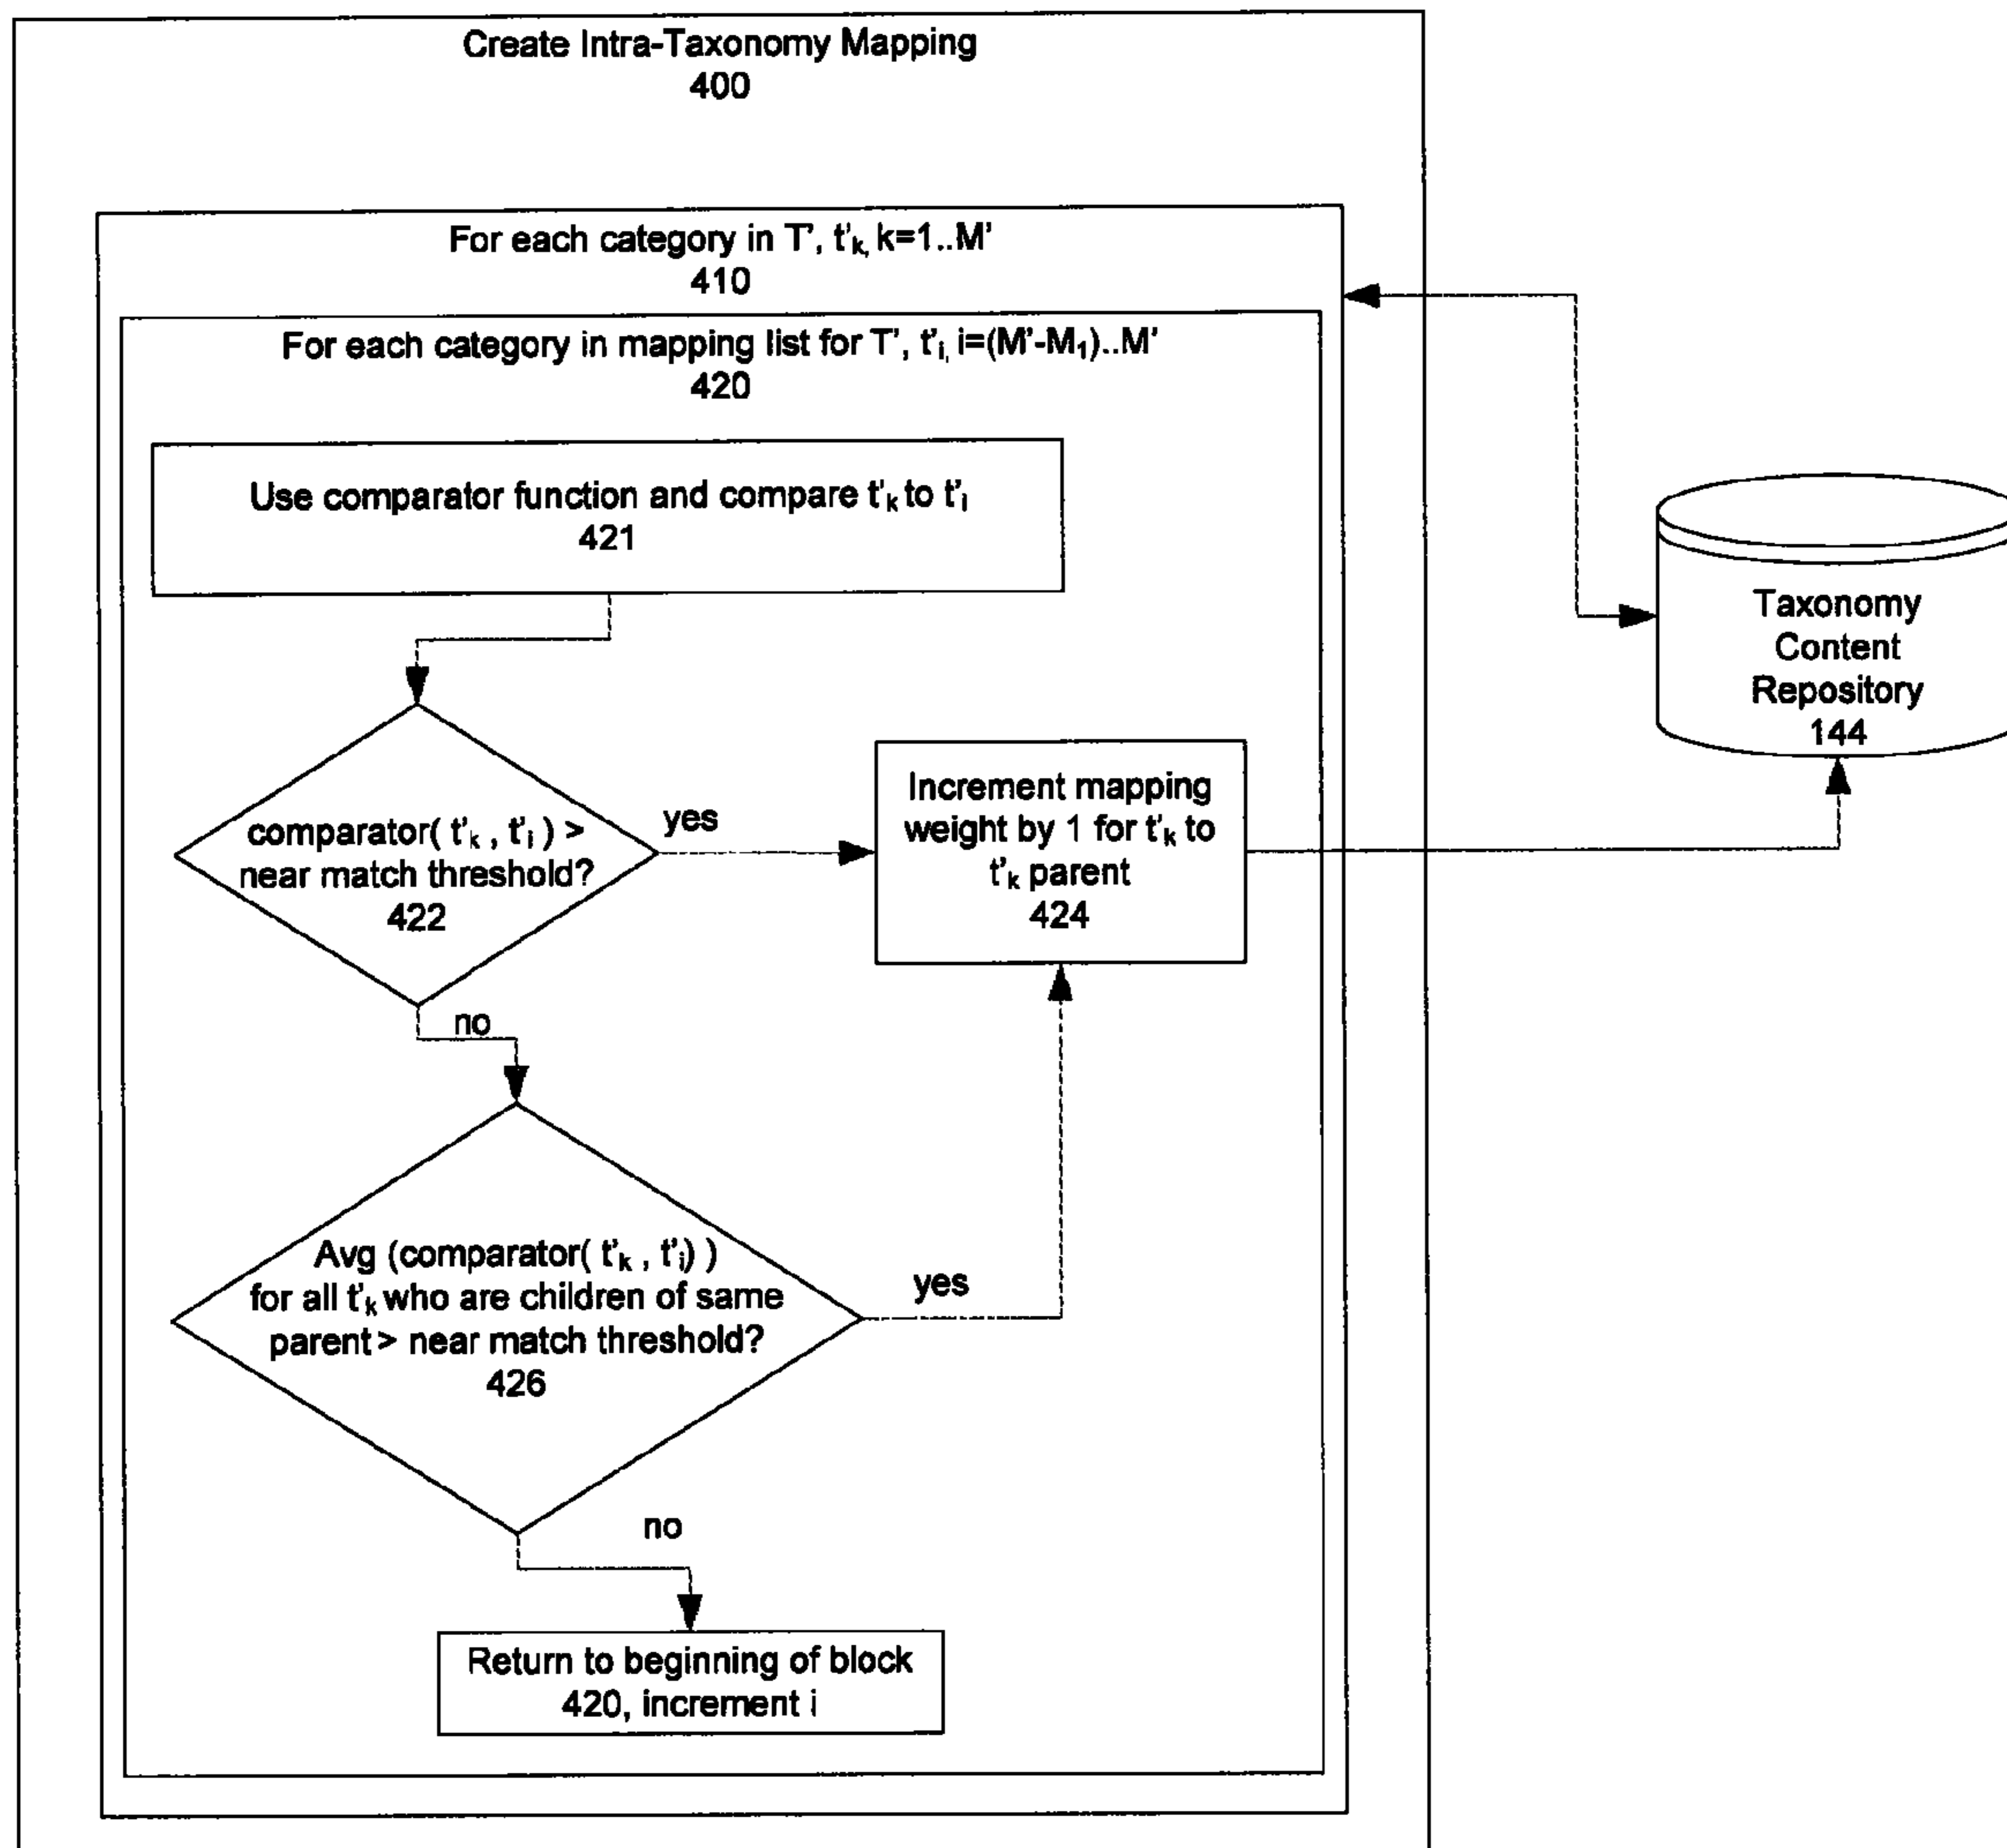 Create Intra-Taxonomy Mapping
400
For each category in T', t'k, k=1..M'
410
For each category in mapping list for T', t'i, i=(M'-M1)..M'
420
Use comparator function and compare t'k to t'i
421
comparator( t'k , t'i ) >
near match threshold?
422
yes
Increment mapping
weight by 1 for t'k to
t'k parent
424
Taxonomy
Content
Repository
144
no
Avg (comparator( t'k , t'i) )
for all t'k who are children of same
parent > near match threshold?
426
yes
no
Return to beginning of block
420, increment i